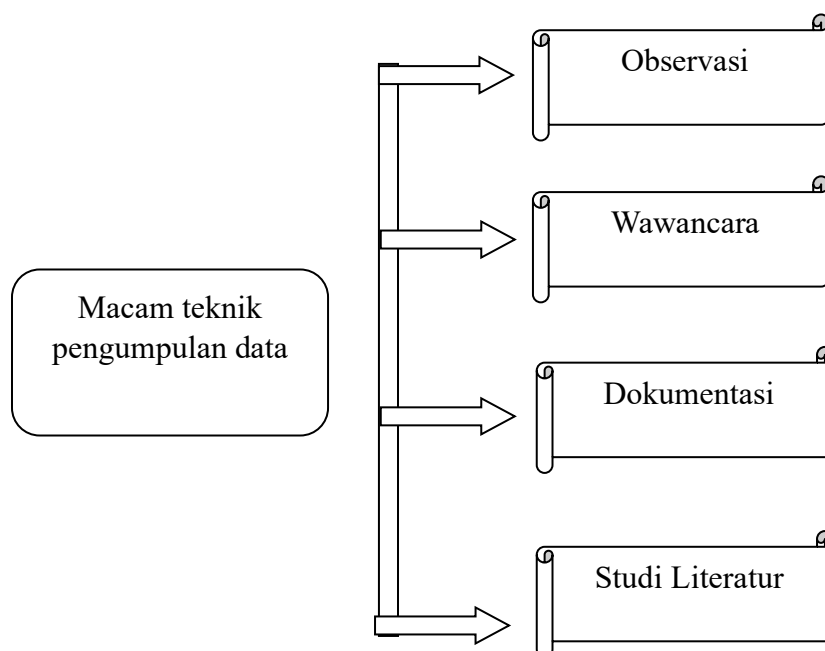 Macam teknik
pengumpulan data
Observasi
Wawancara
Dokumentasi
Studi Literatur